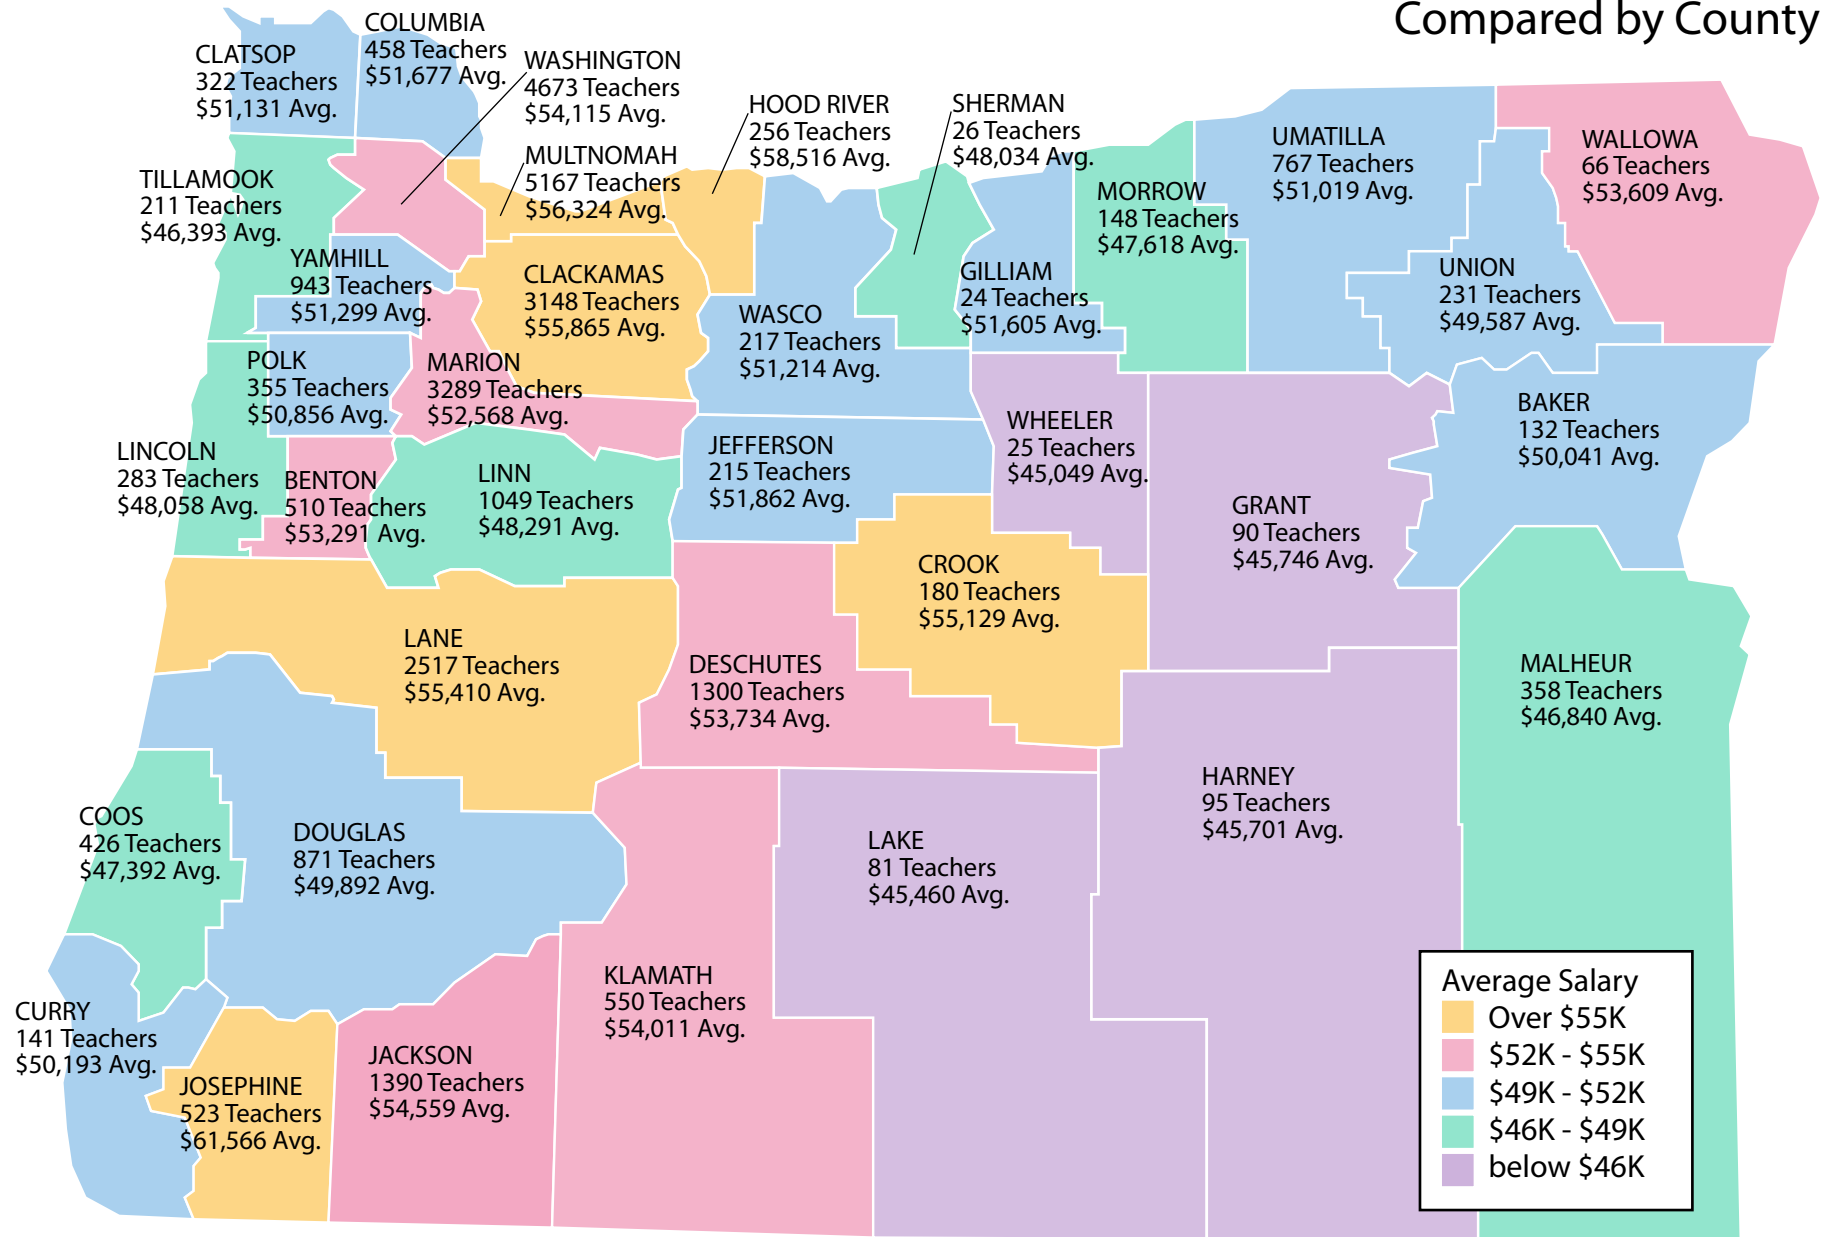 Compared by County
COLUMBIA
458 Teachers
$51,677 Avg.
CLATSOP
322 Teachers
$51,131 Avg.
WASHINGTON
4673 Teachers
$54,115 Avg.
HOOD RIVER
256 Teachers
$58,516 Avg.
SHERMAN
26 Teachers
$48,034 Avg.
UMATILLA
767 Teachers
$51,019 Avg.
WALLOWA
66 Teachers
$53,609 Avg.
MULTNOMAH
5167 Teachers
$56,324 Avg.
TILLAMOOK
211 Teachers
$46,393 Avg.
MORROW
148 Teachers
$47,618 Avg.
YAMHILL
943 Teachers
$51,299 Avg.
CLACKAMAS
3148 Teachers
$55,865 Avg.
GILLIAM
24 Teachers
$51,605 Avg.
UNION
231 Teachers
$49,587 Avg.
WASCO
217 Teachers
$51,214 Avg.
POLK
355 Teachers
$50,856 Avg.
MARION
3289 Teachers
$52,568 Avg.
BAKER
132 Teachers
$50,041 Avg.
WHEELER
25 Teachers
$45,049 Avg.
LINCOLN
283 Teachers
$48,058 Avg.
BENTON
510 Teachers
$53,291 Avg.
LINN
1049 Teachers
$48,291 Avg.
JEFFERSON
215 Teachers
$51,862 Avg.
GRANT
90 Teachers
$45,746 Avg.
CROOK
180 Teachers
$55,129 Avg.
LANE
2517 Teachers
$55,410 Avg.
DESCHUTES
1300 Teachers
$53,734 Avg.
MALHEUR
358 Teachers
$46,840 Avg.
HARNEY
95 Teachers
$45,701 Avg.
COOS
426 Teachers
$47,392 Avg.
DOUGLAS
871 Teachers
$49,892 Avg.
LAKE
81 Teachers
$45,460 Avg.
KLAMATH
550 Teachers
$54,011 Avg.
CURRY
141 Teachers
$50,193 Avg.
JACKSON
1390 Teachers
$54,559 Avg.
JOSEPHINE
523 Teachers
$61,566 Avg.
Average Salary
Over $55K
$52K - $55K
$49K - $52K
$46K - $49K
below $46K